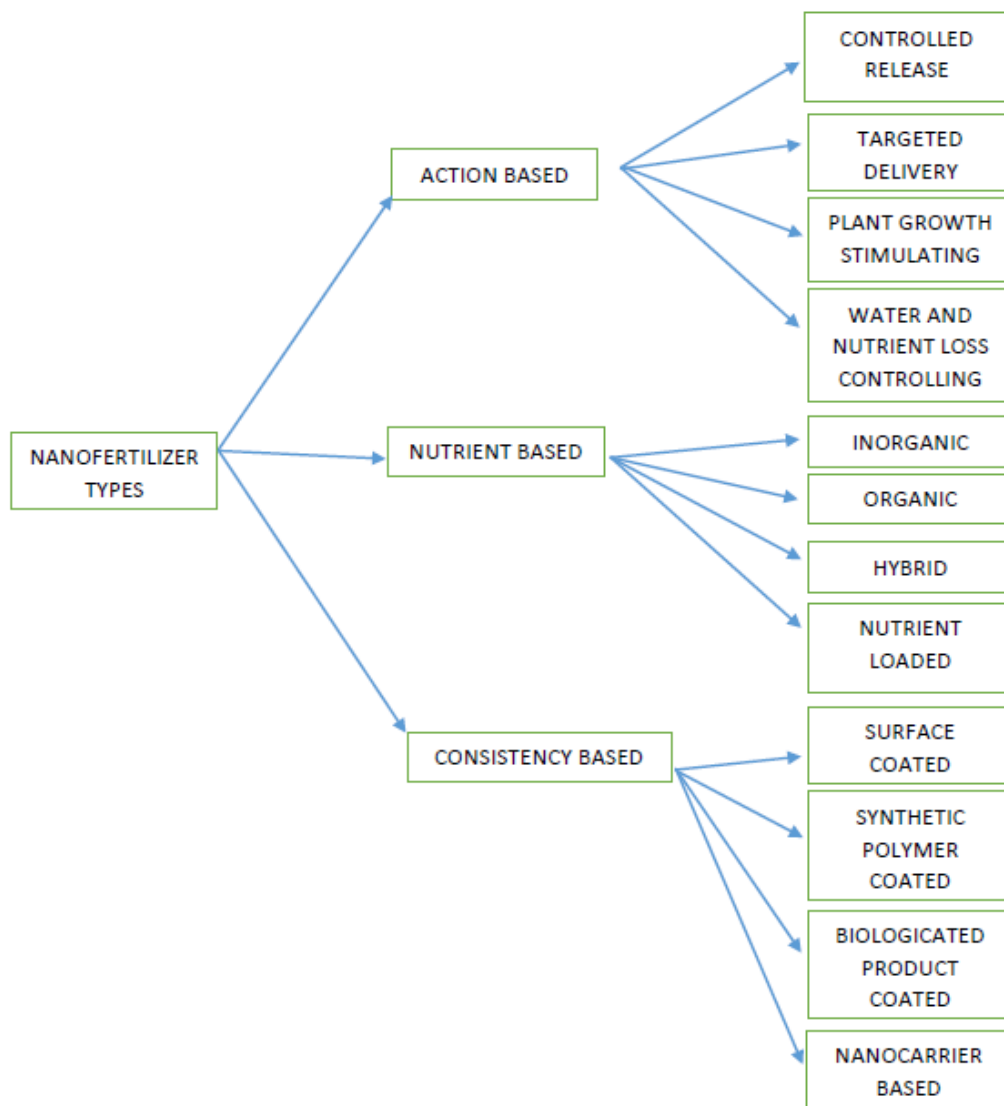 CONTROLLED
RELEASE
TARGETED
DELIVERY
ACTION BASED
PLANT GROWTH
STIMULATING
WATER AND
NUTRIENT LOSS
CONTROLLING
NANOFERTILIZER
TYPES
NUTRIENT BASED
INORGANIC
ORGANIC
HYBRID
NUTRIENT
LOADED
CONSISTENCY BASED
SURFACE
COATED
SYNTHETIC
POLYMER
COATED
BIOLOGICATED
PRODUCT
COATED
NANOCARRIER
BASED